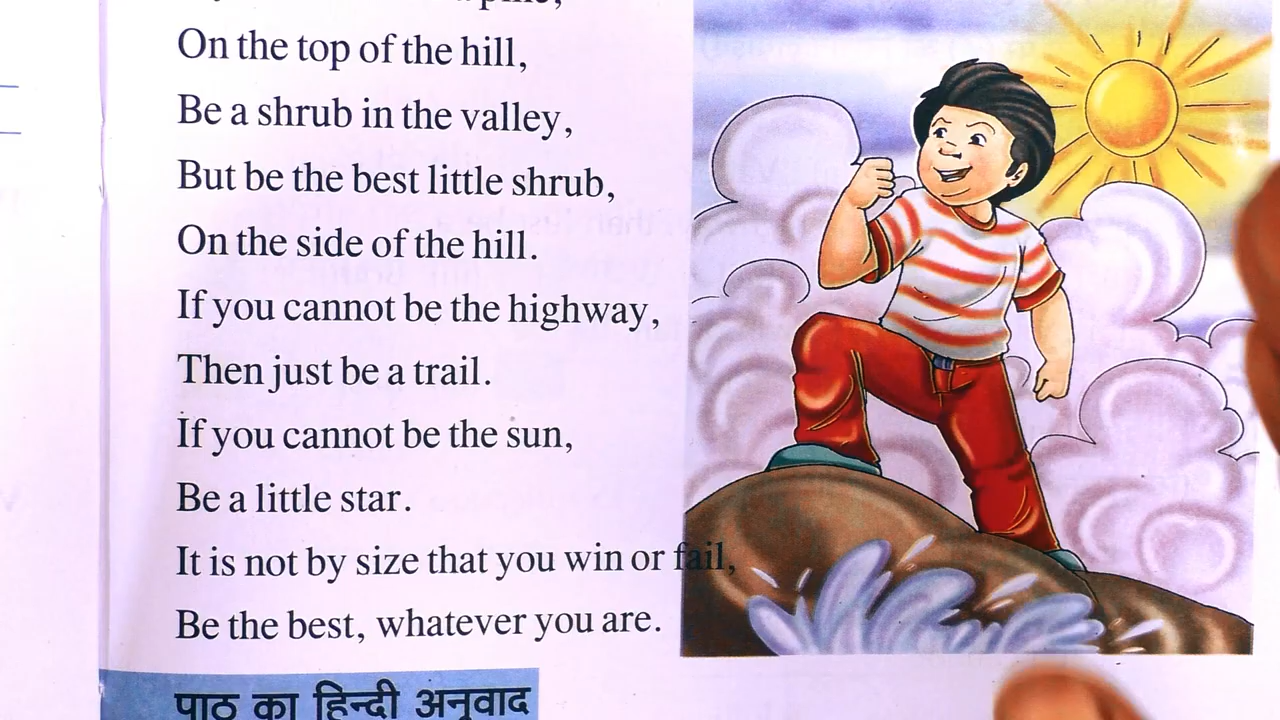 On the top of the hill,
Be a shrub in the valley,
But be the best little shrub,
On the side of the hill.
If you cannot be the highway,
Then just be a trail.
If you cannot be the sun,
Be a little star.
It is not by size that you win or fail,
Be the best, whatever you are.
पाठ का हिन्दी अनुवाद